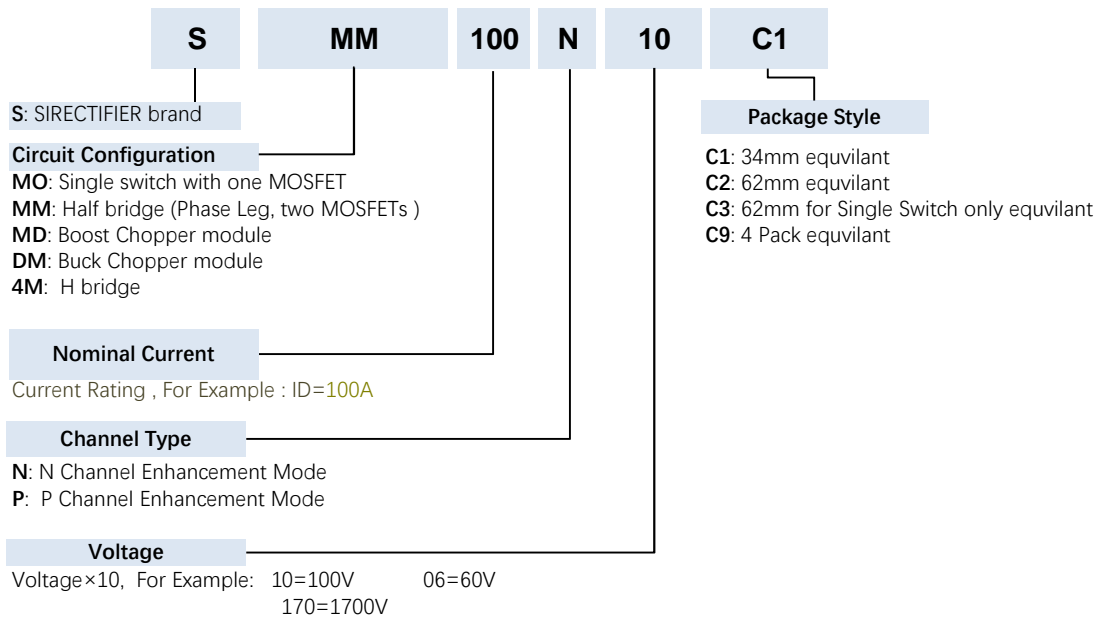 S MM 100 N 10 C1
S: SIRECTIFIER brand
Circuit Configuration
MO: Single switch with one MOSFET
MM: Half bridge (Phase Leg, two MOSFETs )
MD: Boost Chopper module
DM: Buck Chopper module
4M: H bridge
Package Style
C1: 34mm equvilant
C2: 62mm equvilant
C3: 62mm for Single Switch only equvilant
C9: 4 Pack equvilant
Nominal Current
Current Rating , For Example : ID=100A
Channel Type
N: N Channel Enhancement Mode
P: P Channel Enhancement Mode
Voltage
Voltage×10, For Example: 10=100V 06=60V
170=1700V